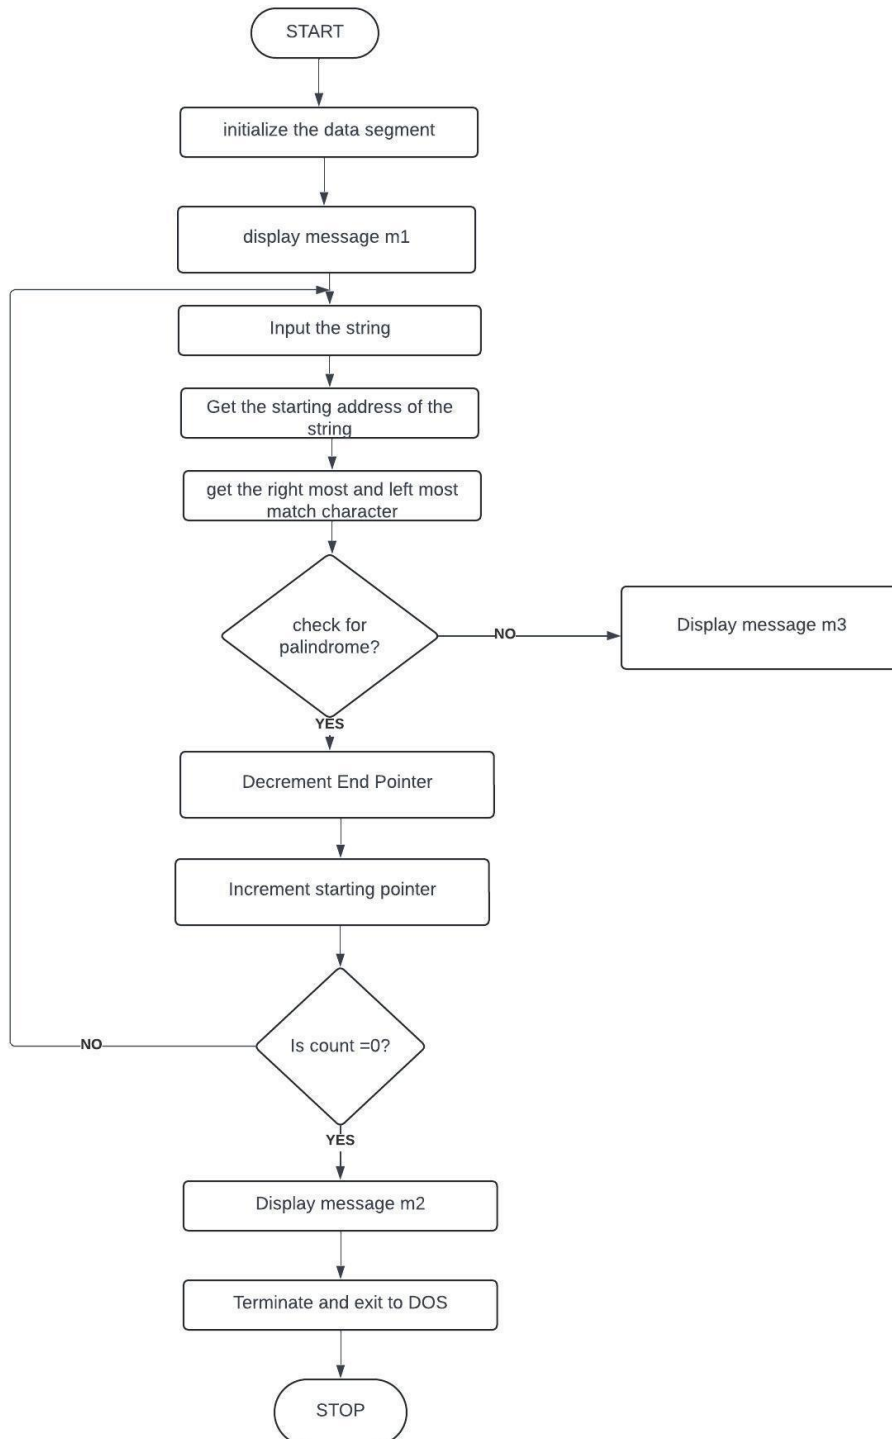 START
initialize the data segment
display message m1
Input the string
Get the starting address of the
string
get the right most and left most
match character
check for
palindrome?
NO
Display message m3
YES
Decrement End Pointer
Increment starting pointer
Is count =0?
NO
YES
Display message m2
Terminate and exit to DOS
STOP